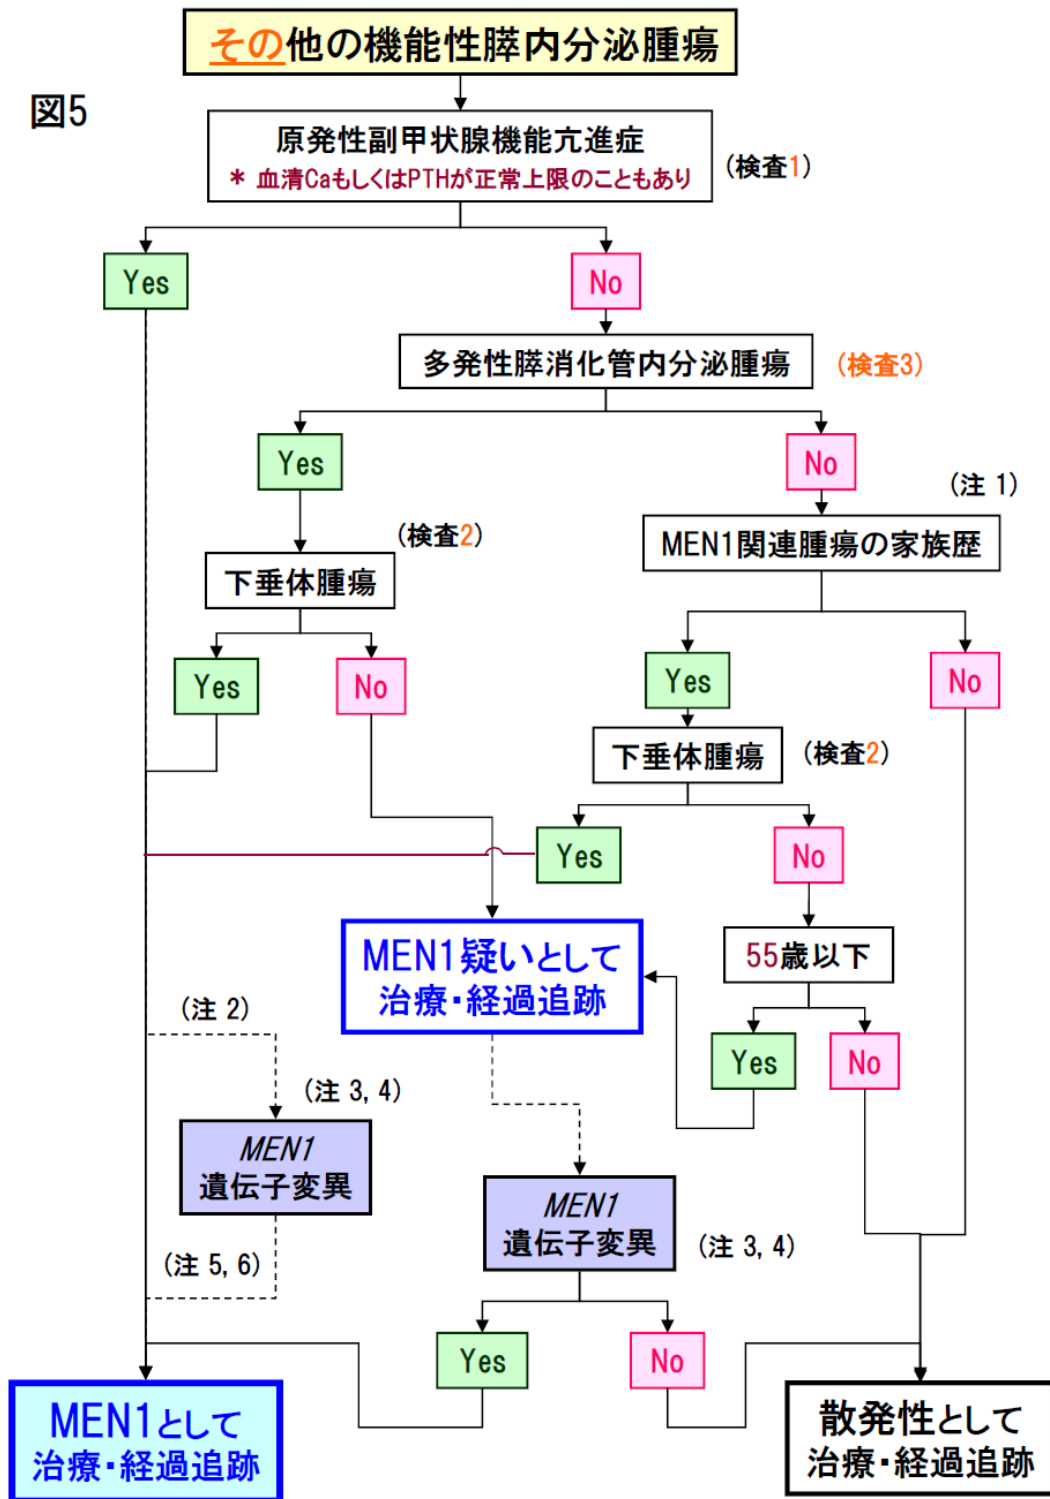 その他の機能性膵内分泌腫瘍
図5
原発性副甲状腺機能亢進症
* 血清CaもしくはPTHが正常上限のこともあり
(検査1)
Yes
No
多発性膵消化管内分泌腫瘍
(検査3)
Yes
No
(注 1)
(検査2)
MEN1関連腫瘍の家族歴
下垂体腫瘍
Yes
No
Yes
No
下垂体腫瘍
(検査2)
Yes
No
MEN1疑いとして
治療・経過追跡
55歳以下
(注 2)
Yes
No
(注 3, 4)
MEN1
遺伝子変異
MEN1
遺伝子変異
(注 3, 4)
(注 5, 6)
Yes
No
MEN1として
治療・経過追跡
散発性として
治療・経過追跡